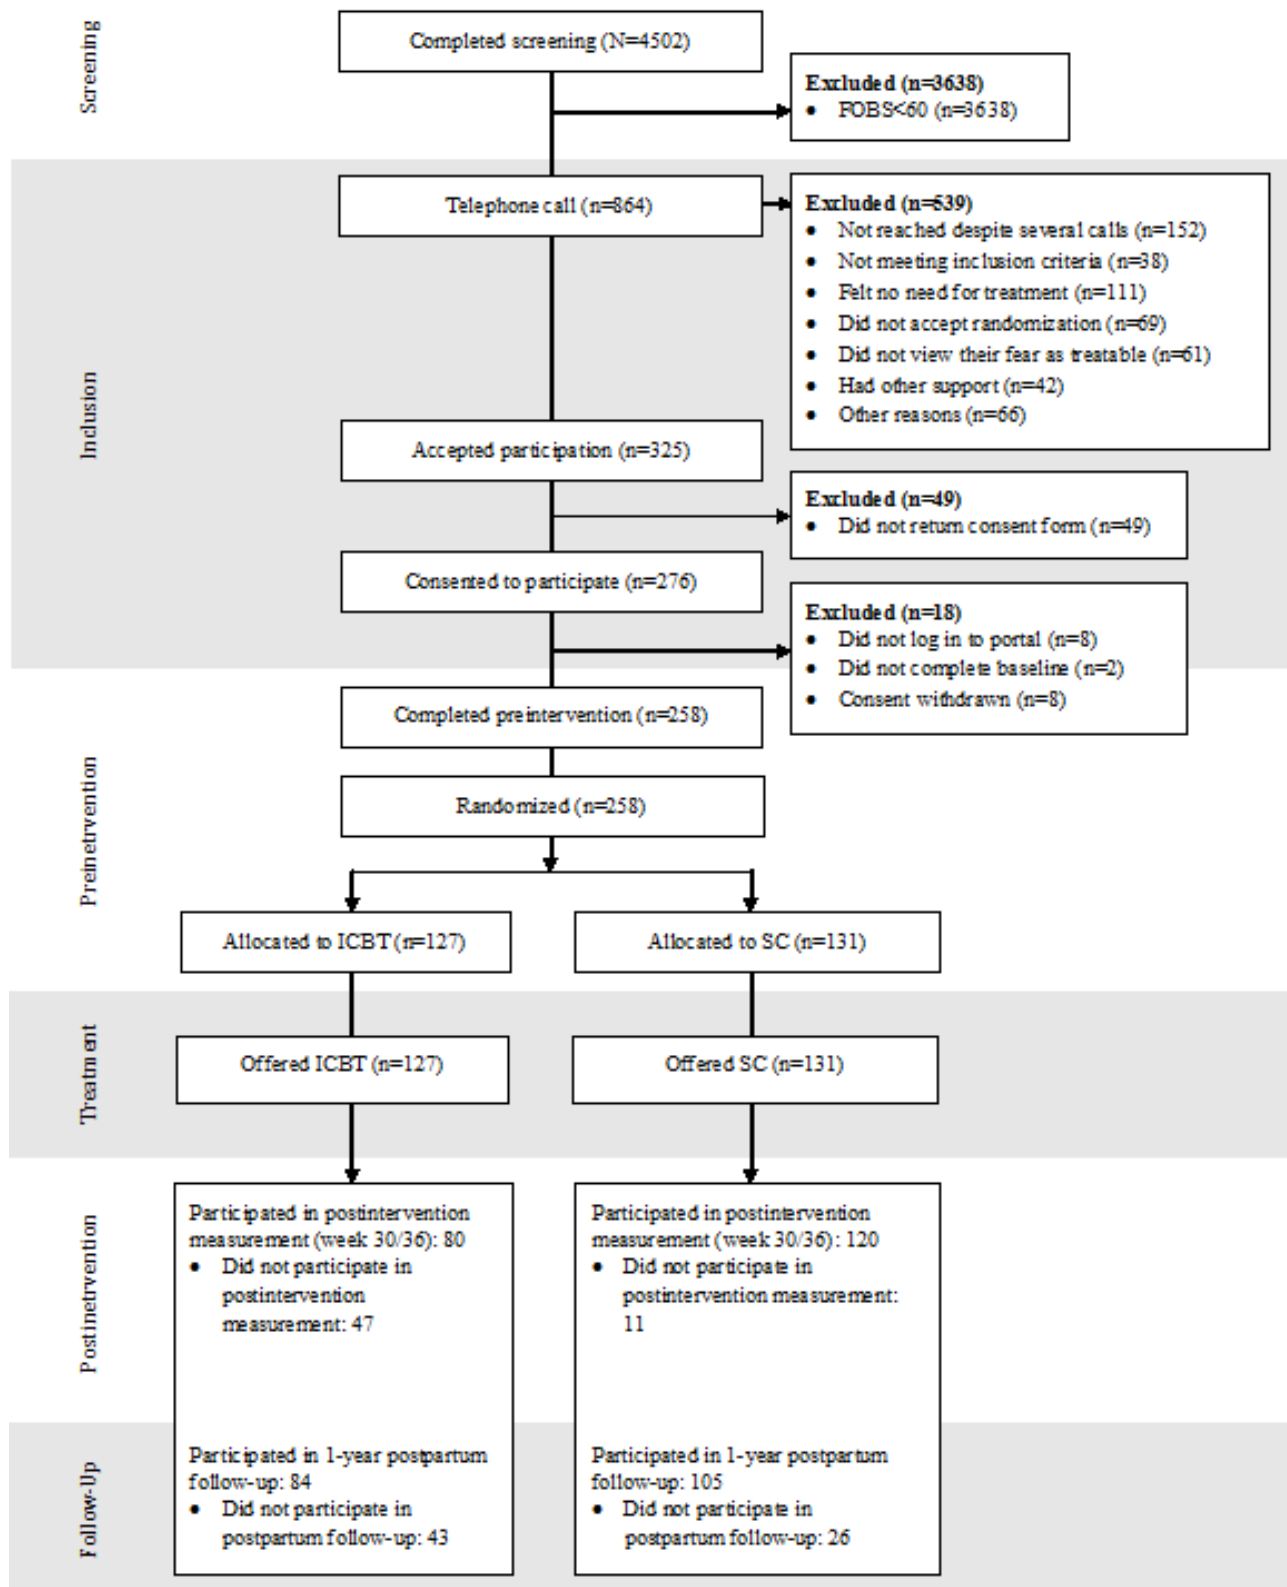 Screening
Completed screening (N=4502)
Excluded (n=3638)
• FOBS<60 (n=3638)
Inclusion
Telephone call (n=864)
Excluded (n=539)
• Not reached despite several calls (n=152)
• Not meeting inclusion criteria (n=38)
• Felt no need for treatment (n=111)
• Did not accept randomization (n=69)
• Did not view their fear as treatable (n=61)
• Had other support (n=42)
• Other reasons (n=66)
Accepted participation (n=325)
Excluded (n=49)
• Did not return consent form (n=49)
Consented to participate (n=276)
Excluded (n=18)
• Did not log in to portal (n=8)
• Did not complete baseline (n=2)
• Consent withdrawn (n=8)
Preinetrvention
Completed preintervention (n=258)
Randomized (n=258)
Allocated to ICBT (n=127)
Allocated to SC (n=131)
Treatment
Offered ICBT (n=127)
Offered SC (n=131)
Postinetrvention
Participated in postintervention
measurement (week 30/36): 80
• Did not participate in
postintervention
measurement: 47
Participated in postintervention
measurement (week 30/36): 120
• Did not participate in
postintervention measurement:
11
Follow-Up
Participated in 1-year postpartum
follow-up: 84
• Did not participate in
postpartum follow-up: 43
Participated in 1-year postpartum
follow-up: 105
• Did not participate in
postpartum follow-up: 26